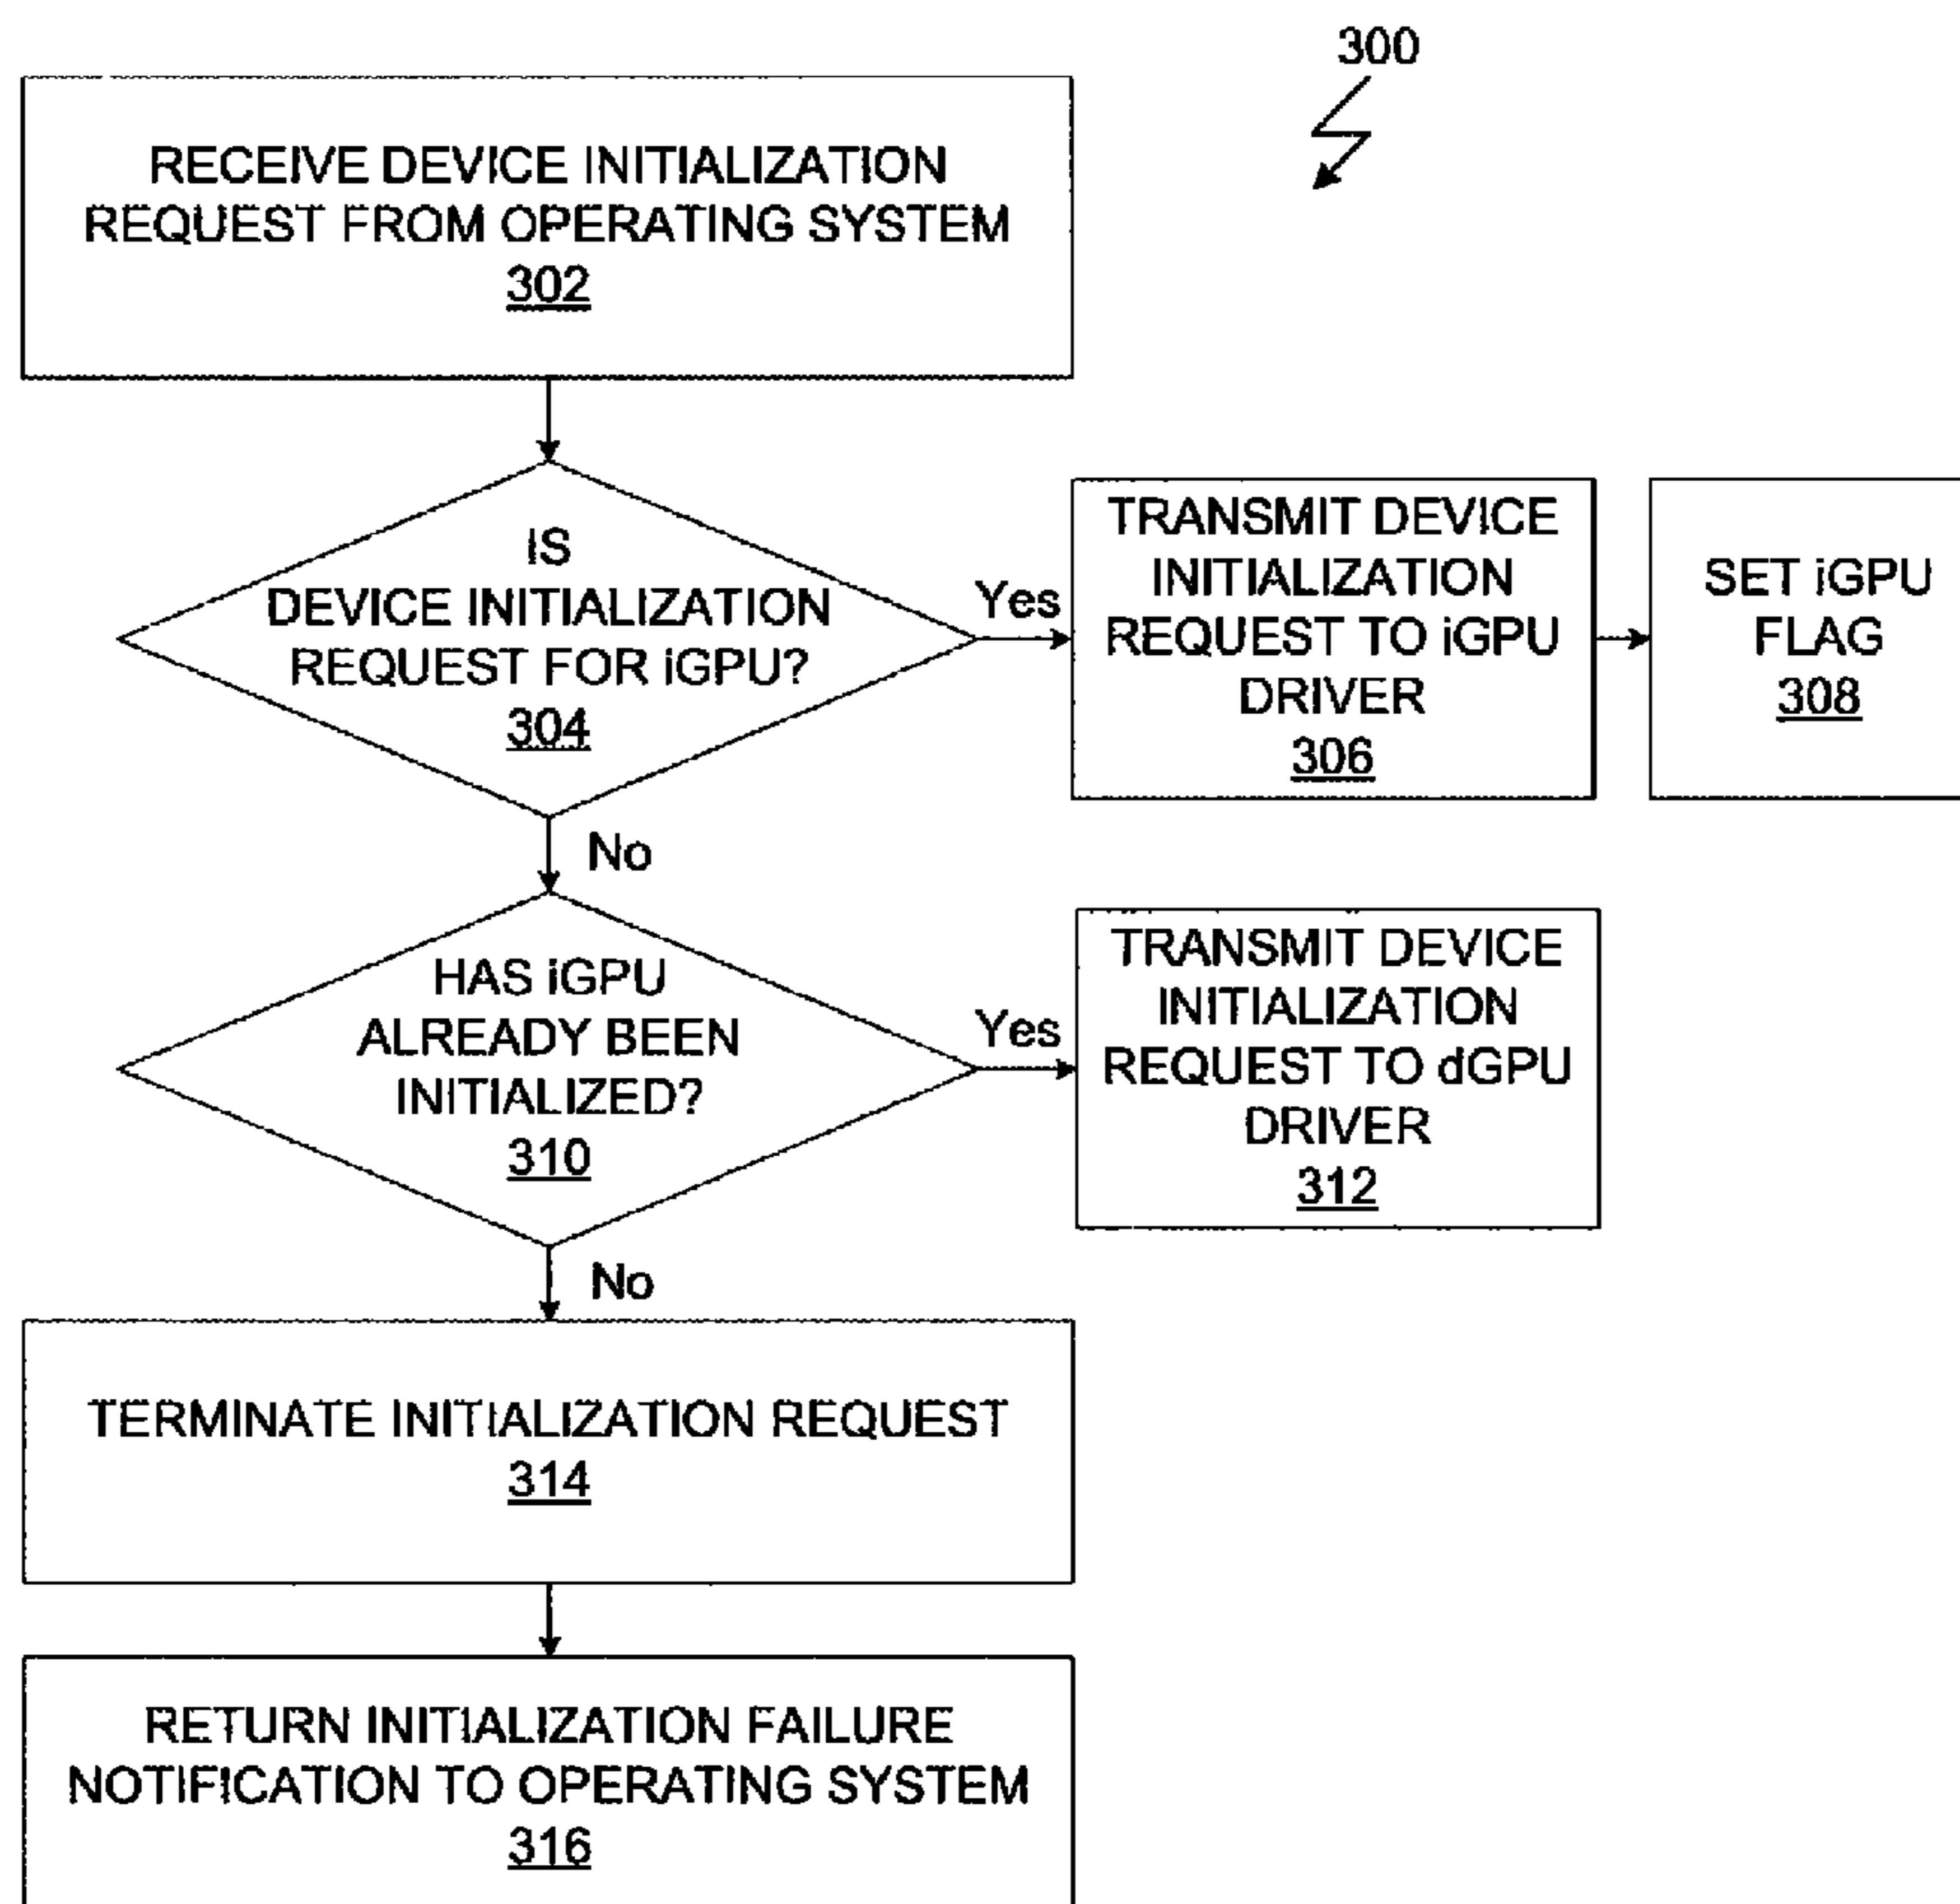 300
RECEIVE DEVICE INITIALIZATION
REQUEST FROM OPERATING SYSTEM
302
IS
DEVICE INITIALIZATION
REQUEST FOR iGPU?
304
Yes
TRANSMIT DEVICE
INITIALIZATION
REQUEST TO iGPU
DRIVER
306
SET iGPU
FLAG
308
No
HAS iGPU
ALREADY BEEN
INITIALIZED?
310
Yes
TRANSMIT DEVICE
INITIALIZATION
REQUEST TO dGPU
DRIVER
312
No
TERMINATE INITIALIZATION REQUEST
314
RETURN INITIALIZATION FAILURE
NOTIFICATION TO OPERATING SYSTEM
316